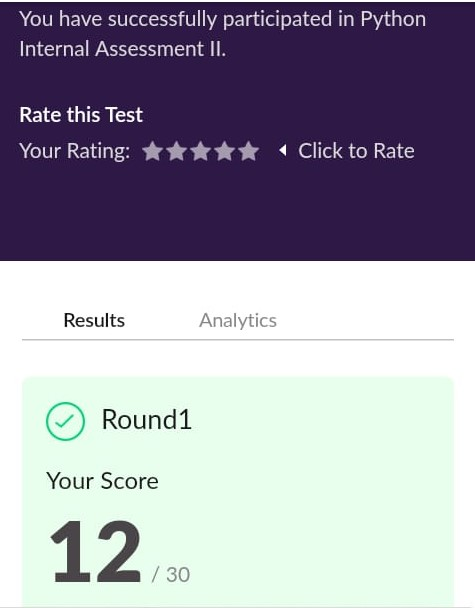 You have successfully participated in Python
Internal Assessment II.
Rate this Test
Your Rating: Click to Rate
Results Analytics
Round1
Your Score
12 / 30